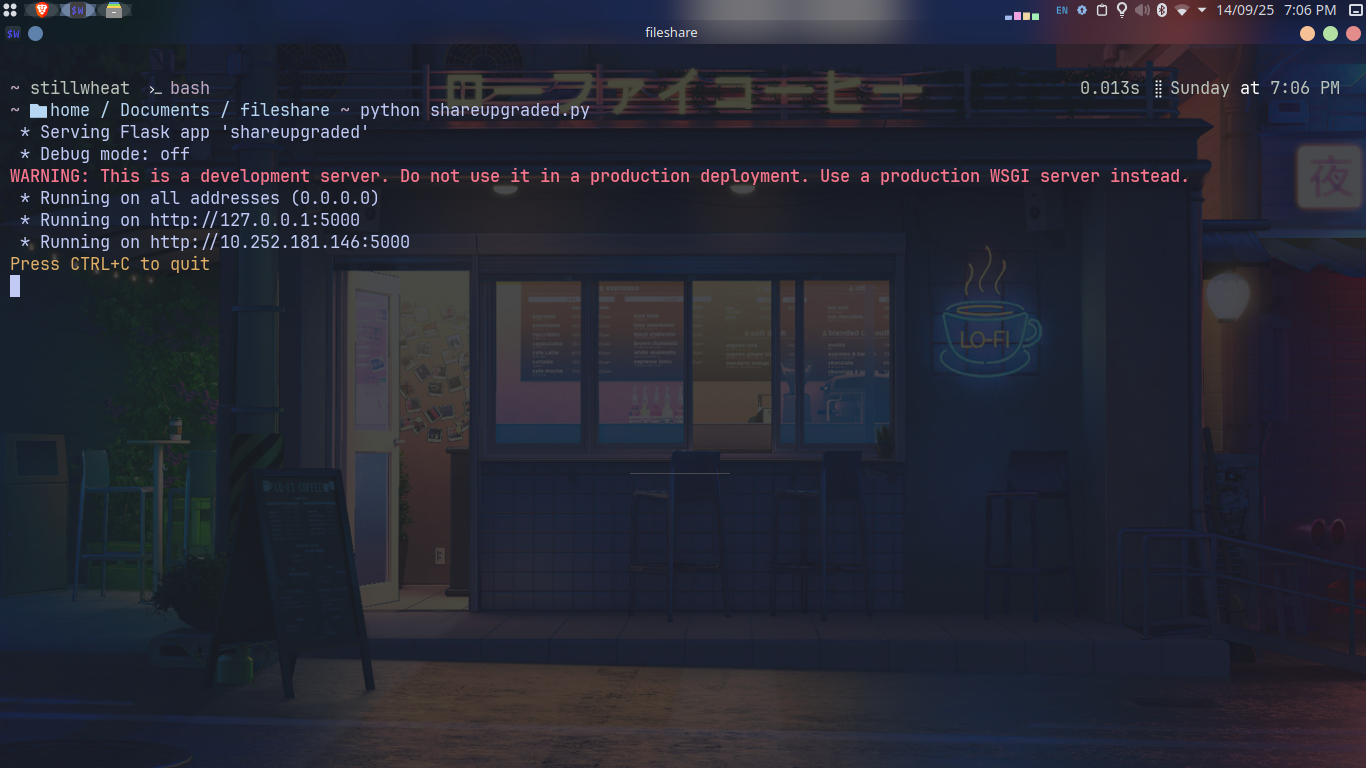 EN 14/09/25 7:06 PM
$W fileshare
~ stillwheat bash 0.013s Sunday at 7:06 PM
~ home / Documents / fileshare ~ python shareupgraded.py
* Serving Flask app 'shareupgraded'
* Debug mode: off
WARNING: This is a development server. Do not use it in a production deployment. Use a production WSGI server instead.
* Running on all addresses (0.0.0.0)
* Running on http://127.0.0.1:5000
* Running on http://10.252.181.146:5000
Press CTRL+C to quit
ローファイコーヒー
夜
LO-FI
LO-FI COFFEE